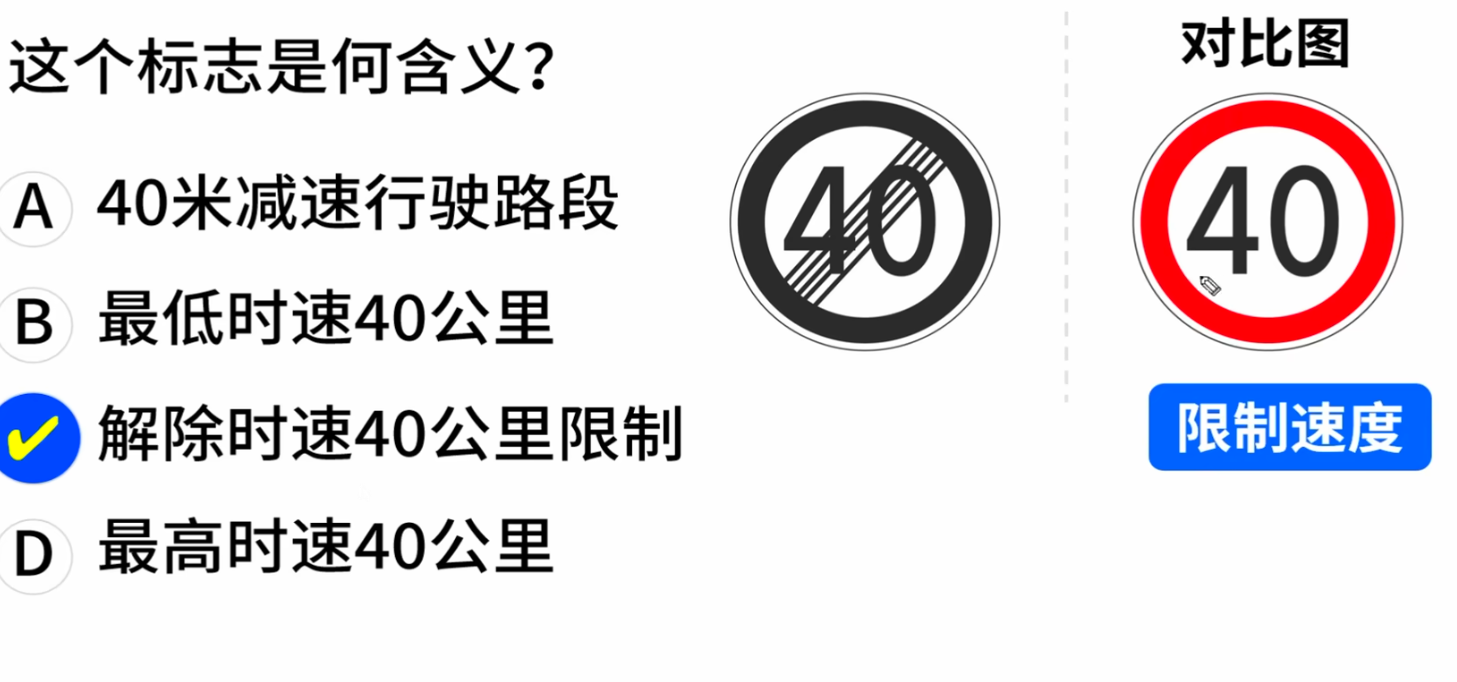 这个标志是何含义？
A 40米减速行驶路段
B 最低时速40公里
解除时速40公里限制
D 最高时速40公里
40
对比图
40
限制速度